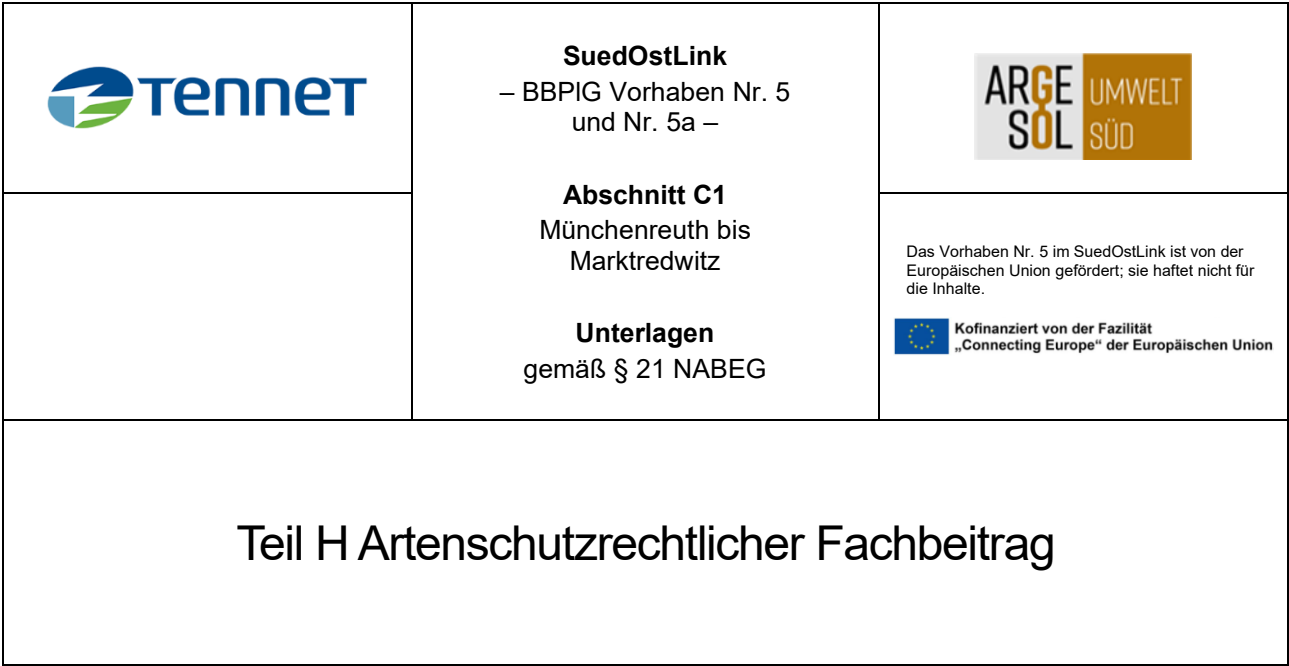 TenneT
SuedOstLink
– BBPlG Vorhaben Nr. 5
und Nr. 5a –
Abschnitt C1
Münchenreuth bis
Marktredwitz
Unterlagen
gemäß § 21 NABEG
ARGE UMWELT
SOL SÜD
Das Vorhaben Nr. 5 im SuedOstLink ist von der
Europäischen Union gefördert; sie haftet nicht für
die Inhalte.
Kofinanziert von der Fazilität
„Connecting Europe“ der Europäischen Union
Teil H Artenschutzrechtlicher Fachbeitrag